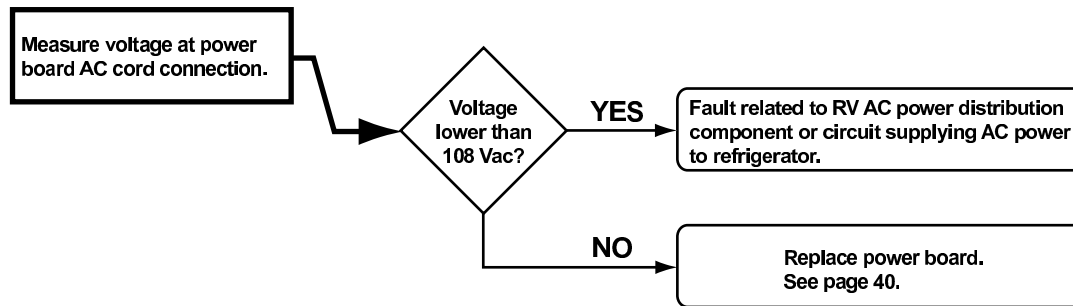 Measure voltage at power
board AC cord connection.
Voltage
lower than
108 Vac?
YES
Fault related to RV AC power distribution
component or circuit supplying AC power
to refrigerator.
NO
Replace power board.
See page 40.